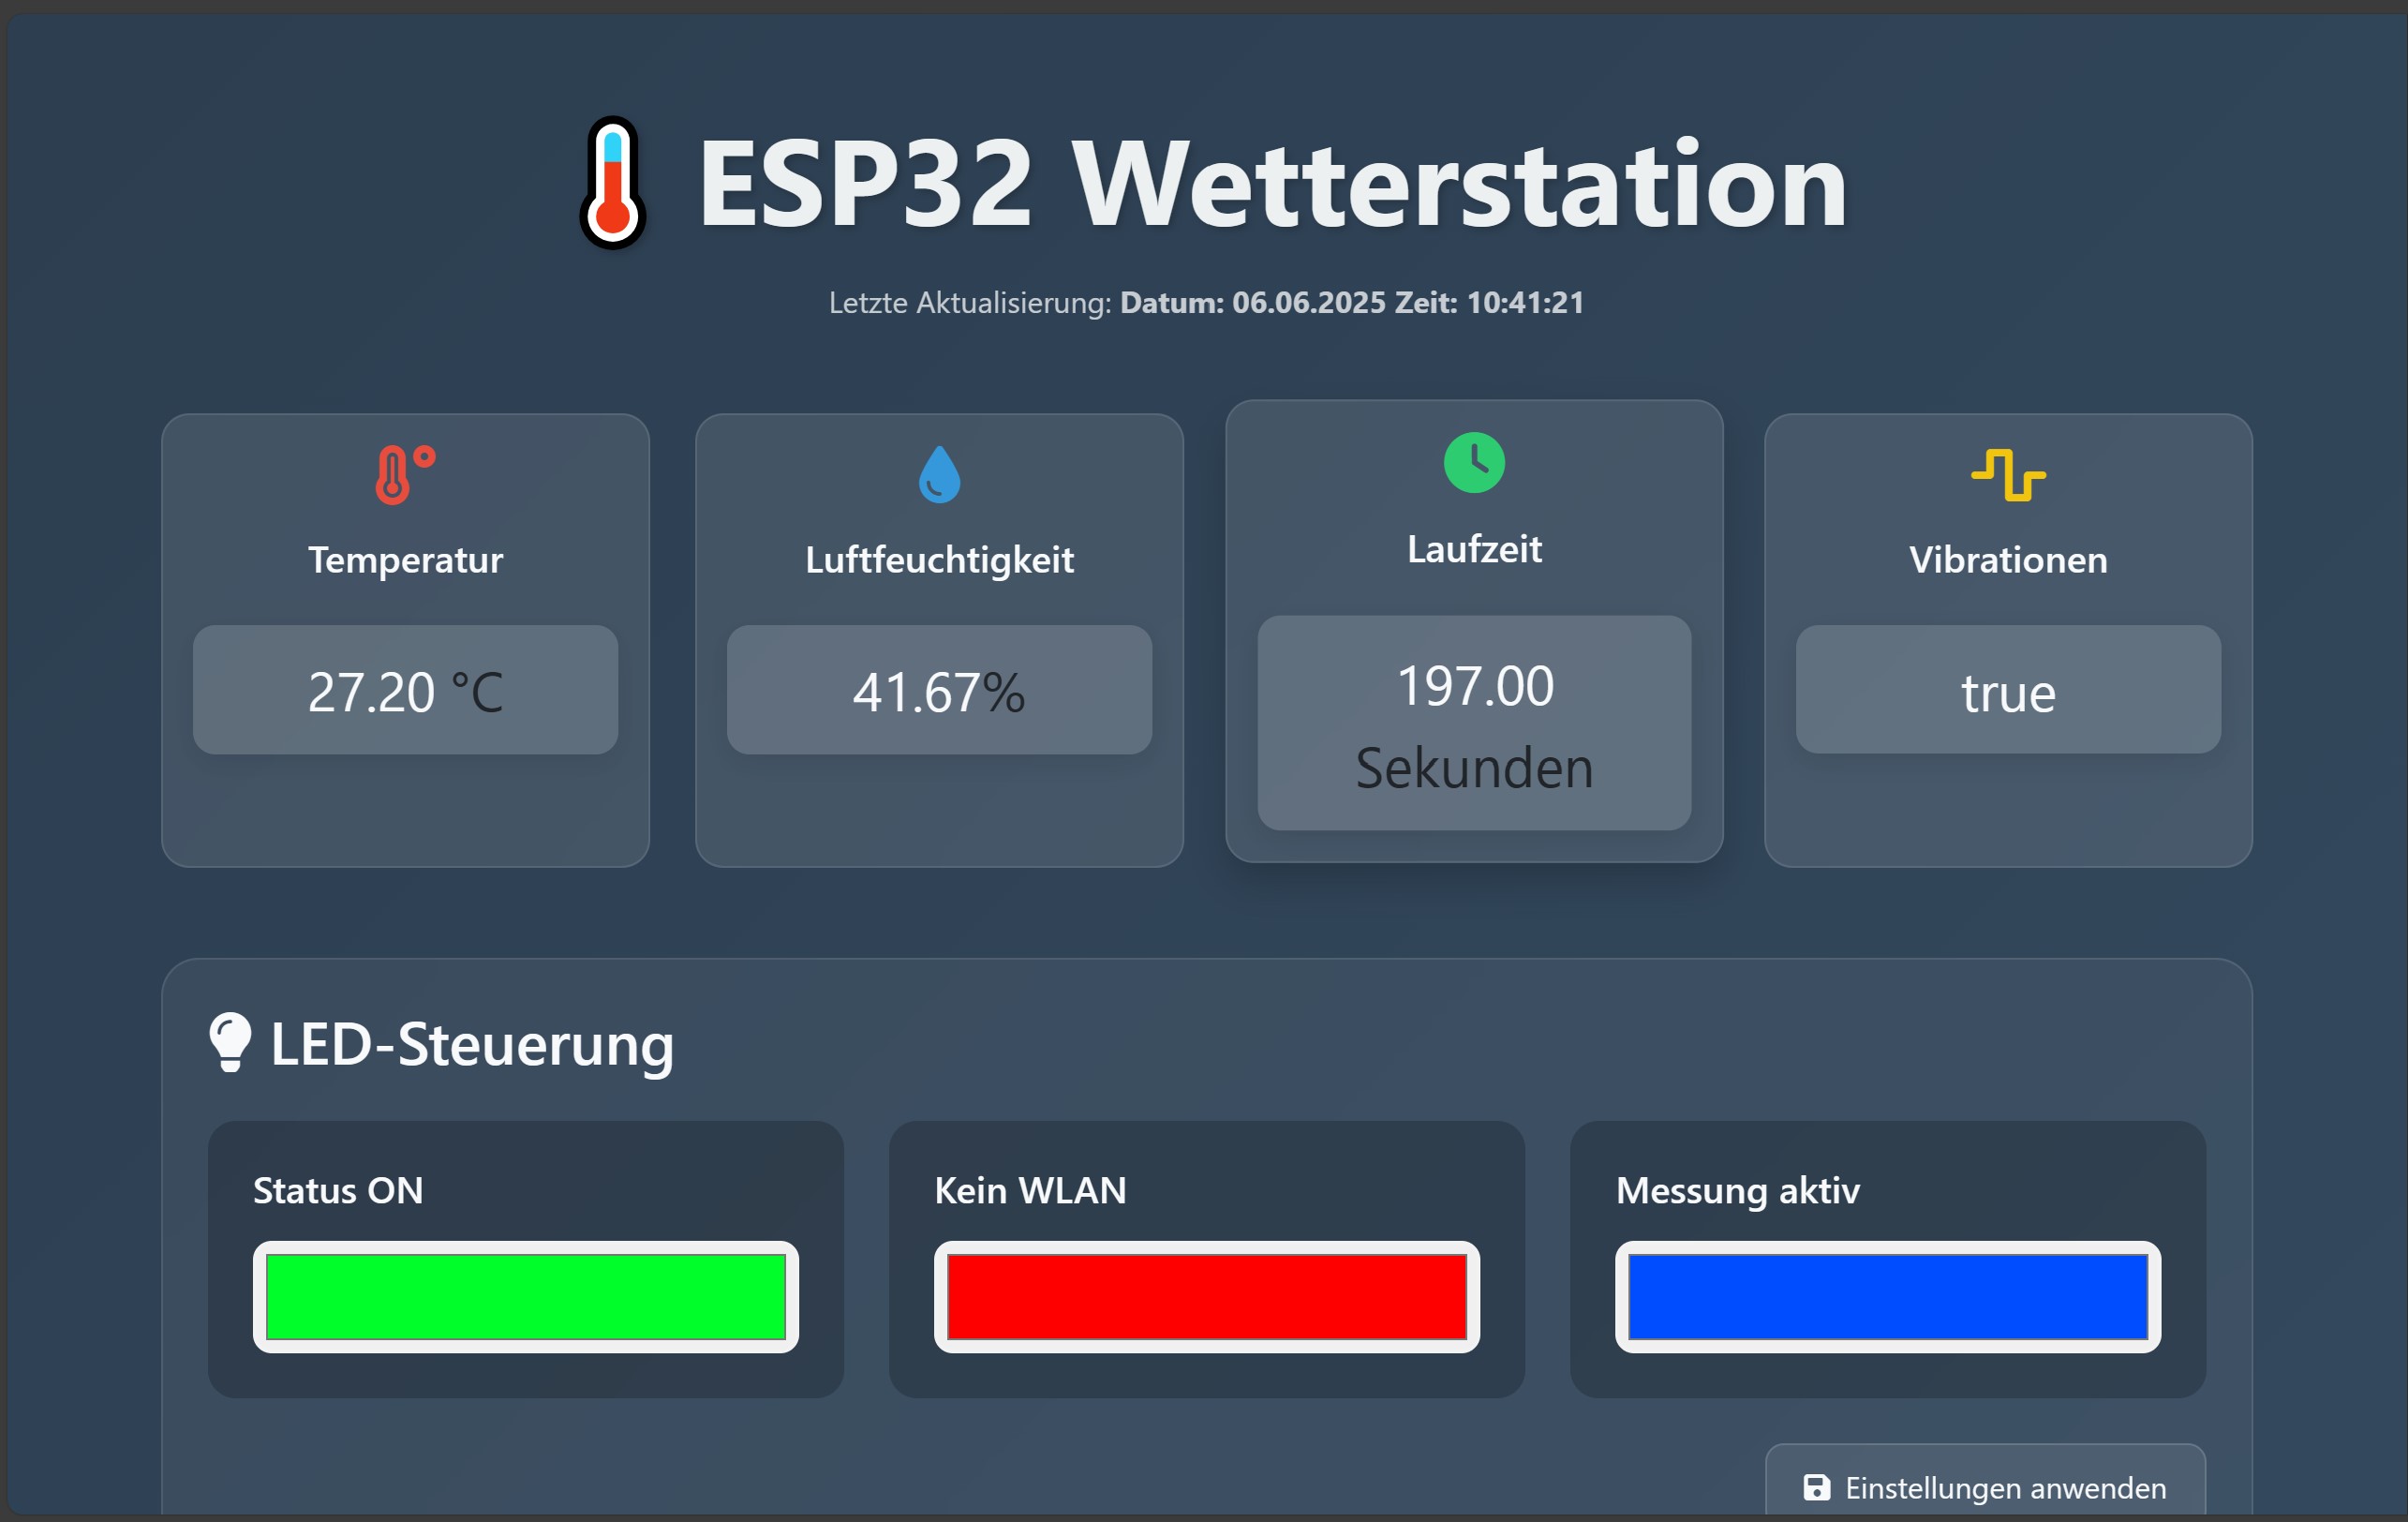 ESP32 Wetterstation
Letzte Aktualisierung: Datum: 06.06.2025 Zeit: 10:41:21
Temperatur
27.20 °C
Luftfeuchtigkeit
41.67%
Laufzeit
197.00
Sekunden
Vibrationen
true
LED-Steuerung
Status ON
Kein WLAN
Messung aktiv
Einstellungen anwenden